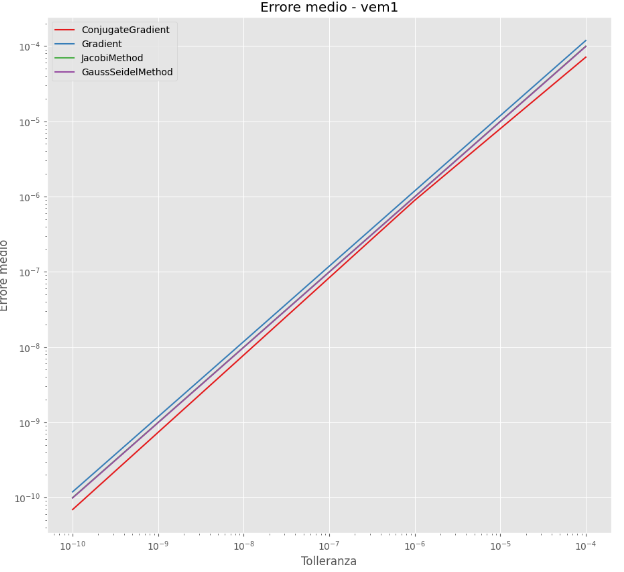 Errore medio - vem1
ConjugateGradient
Gradient
JacobiMethod
GaussSeidelMethod
Errore medio
10⁻⁴
10⁻⁵
10⁻⁶
10⁻⁷
10⁻⁸
10⁻⁹
10⁻¹⁰
10⁻¹⁰
10⁻⁹
10⁻⁸
10⁻⁷
10⁻⁶
10⁻⁵
10⁻⁴
Tolleranza